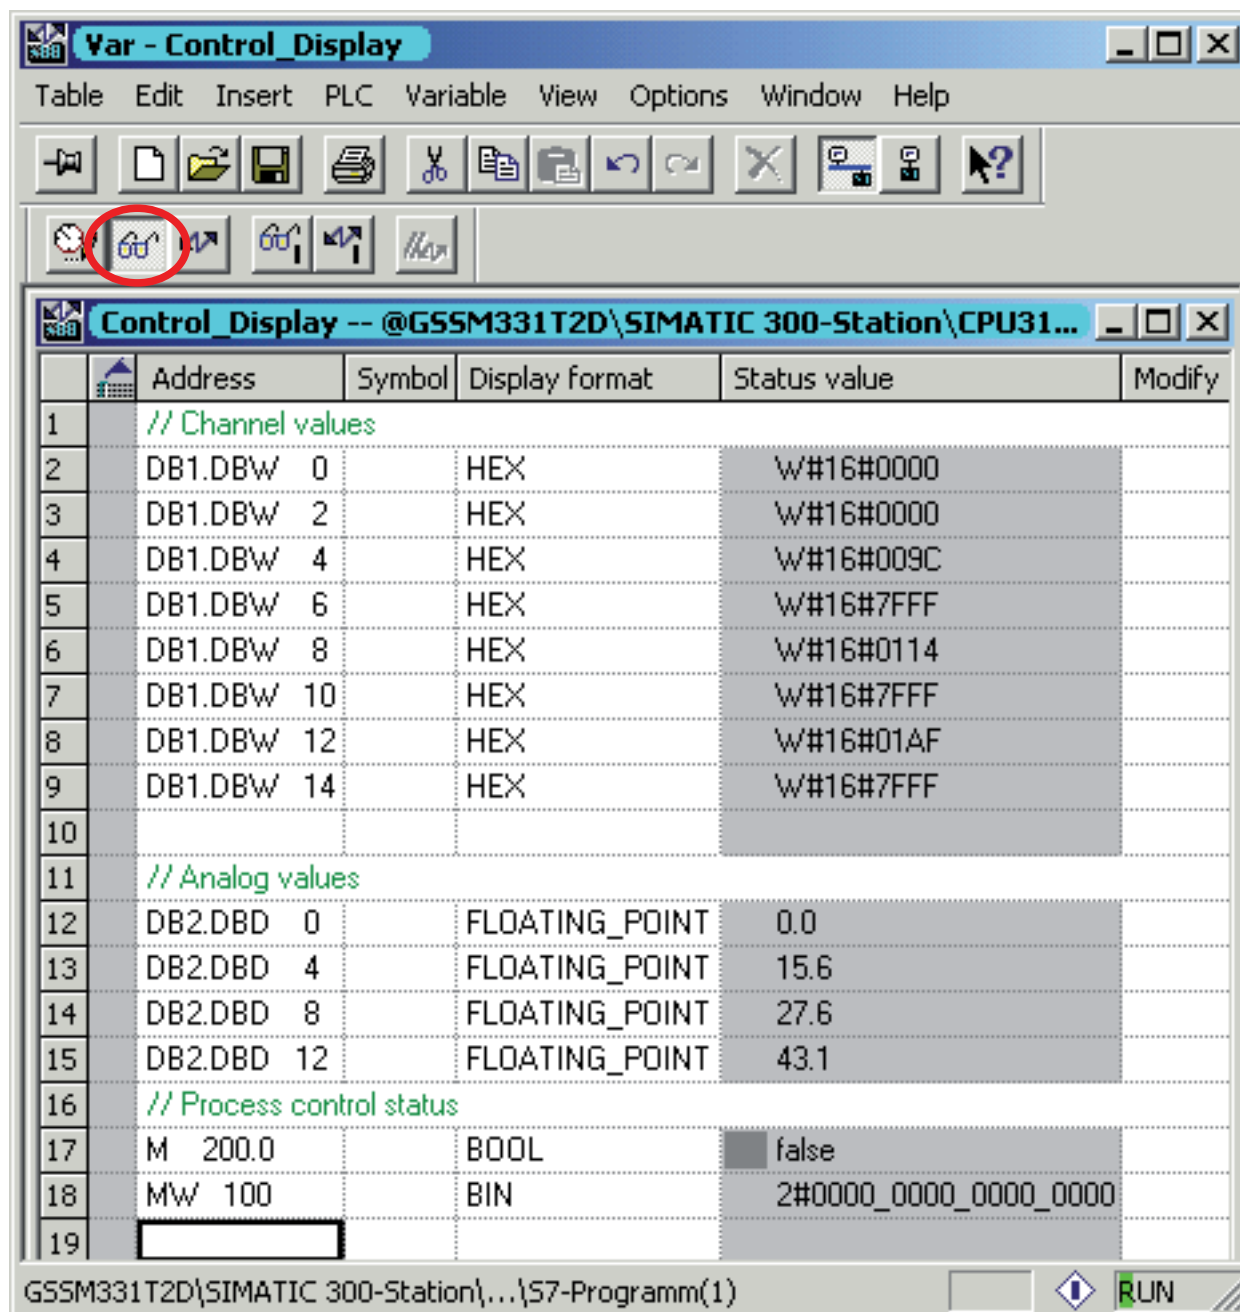 Var - Control_Display
Table Edit Insert PLC Variable View Options Window Help
Control_Display -- @GSSM331T2D\SIMATIC 300-Station\CPU31...
Address Symbol Display format Status value Modify
1 // Channel values
2 DB1.DBW 0 HEX W#16#0000
3 DB1.DBW 2 HEX W#16#0000
4 DB1.DBW 4 HEX W#16#009C
5 DB1.DBW 6 HEX W#16#7FFF
6 DB1.DBW 8 HEX W#16#0114
7 DB1.DBW 10 HEX W#16#7FFF
8 DB1.DBW 12 HEX W#16#01AF
9 DB1.DBW 14 HEX W#16#7FFF
10
11 // Analog values
12 DB2.DBD 0 FLOATING_POINT 0.0
13 DB2.DBD 4 FLOATING_POINT 15.6
14 DB2.DBD 8 FLOATING_POINT 27.6
15 DB2.DBD 12 FLOATING_POINT 43.1
16 // Process control status
17 M 200.0 BOOL false
18 MW 100 BIN 2#0000_0000_0000_0000
19
GSSM331T2D\SIMATIC 300-Station\...\S7-Programm(1) RUN